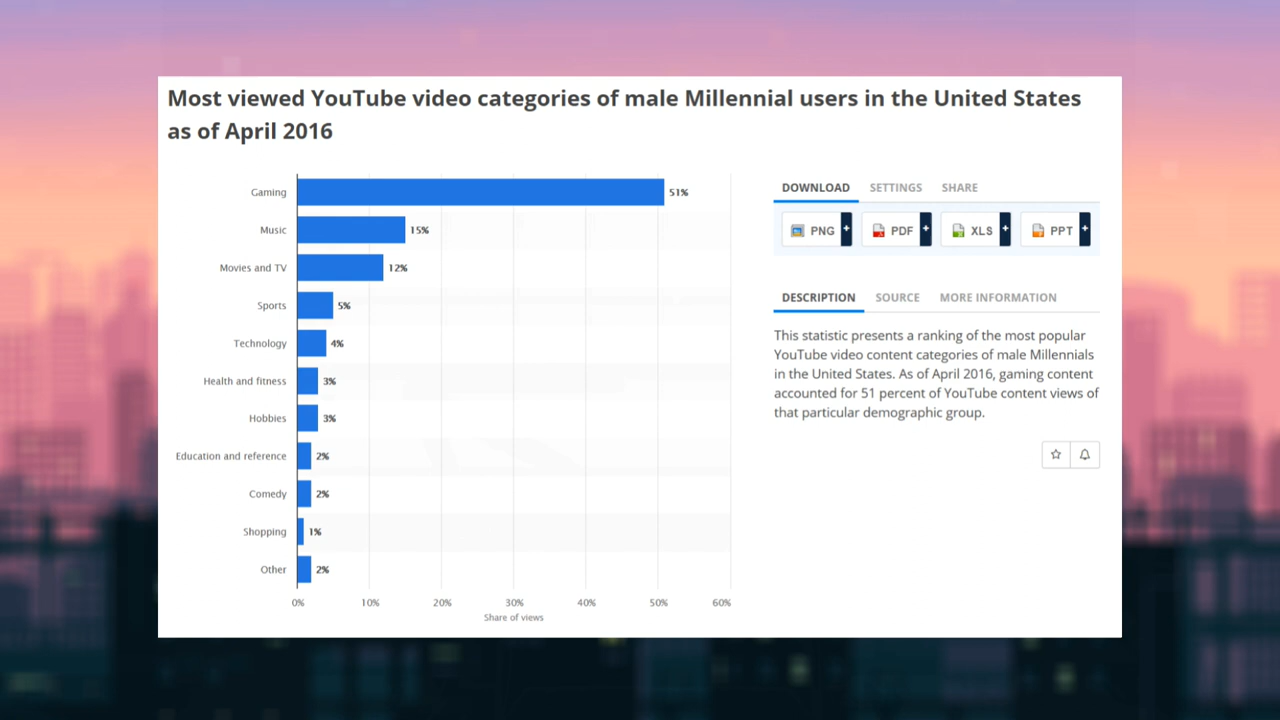 Most viewed YouTube video categories of male Millennial users in the United States
as of April 2016
Gaming 51%
Music 15%
Movies and TV 12%
Sports 5%
Technology 4%
Health and fitness 3%
Hobbies 3%
Education and reference 2%
Comedy 2%
Shopping 1%
Other 2%
0% 10% 20% 30% 40% 50% 60%
Share of views
DOWNLOAD SETTINGS SHARE
PNG + PDF + XLS + PPT +
DESCRIPTION SOURCE MORE INFORMATION
This statistic presents a ranking of the most popular
YouTube video content categories of male Millennials
in the United States. As of April 2016, gaming content
accounted for 51 percent of YouTube content views of
that particular demographic group.